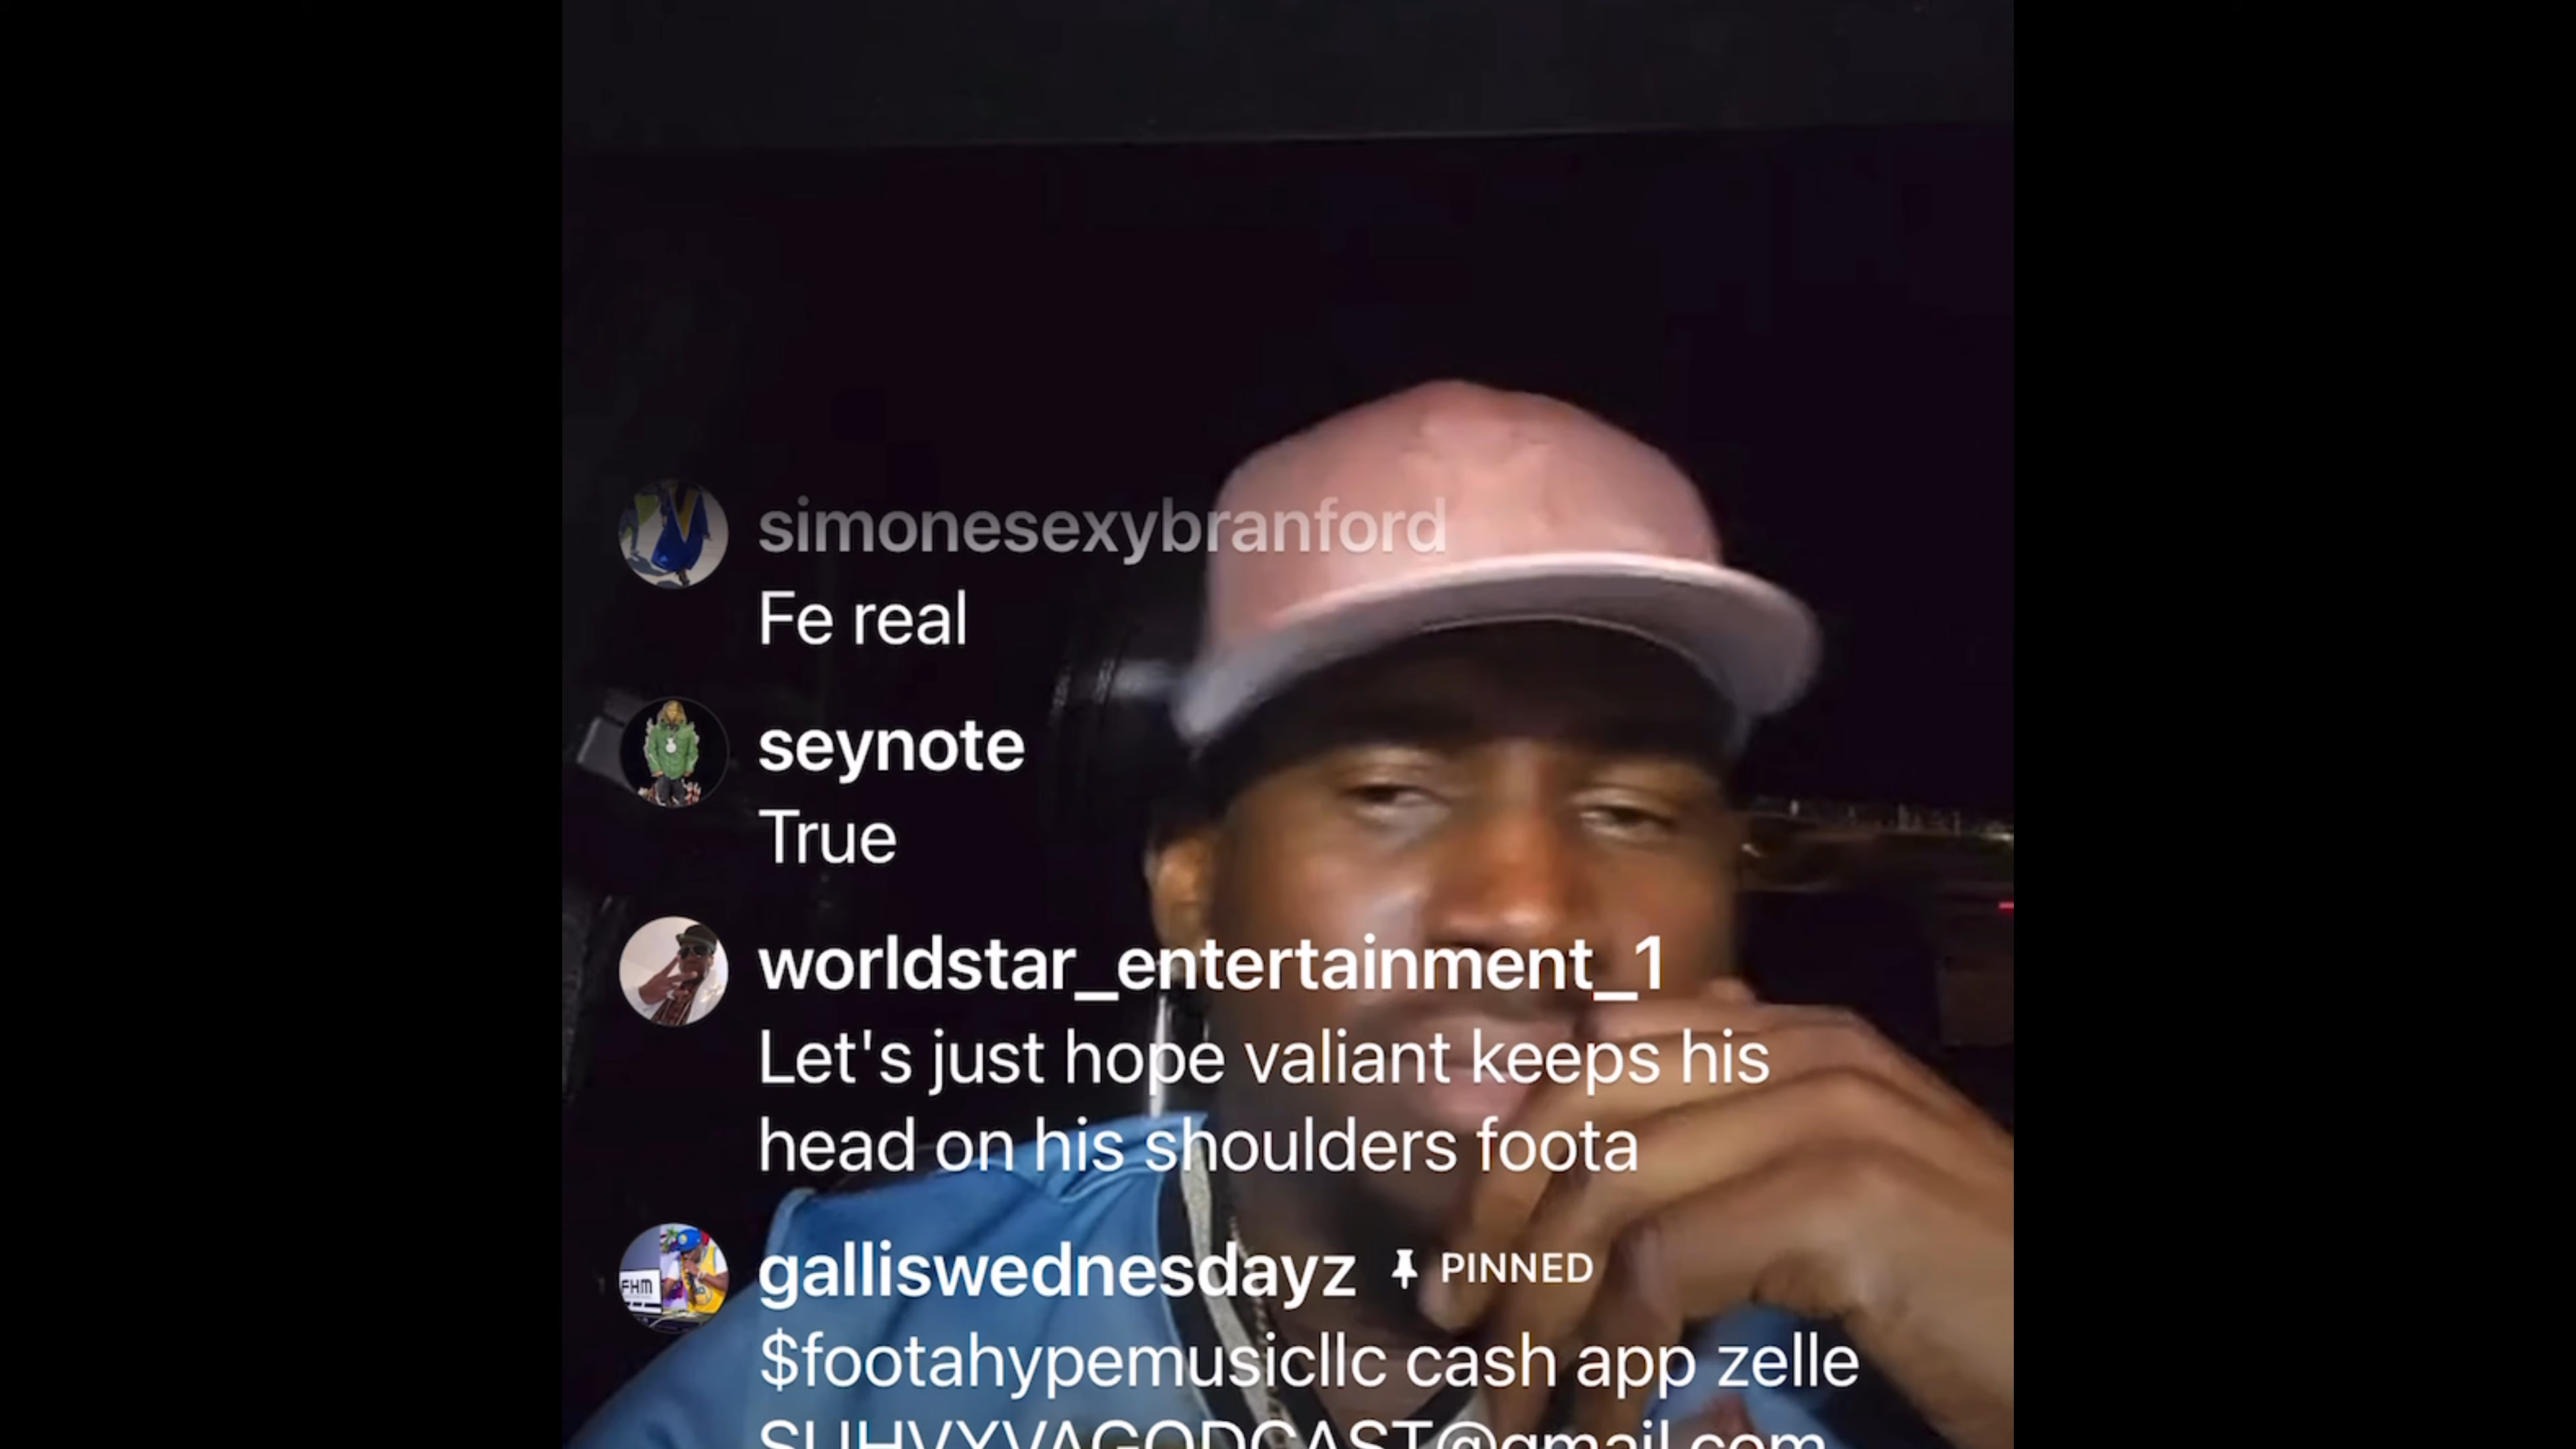 simonesexybranford
Fe real
seynote
True
worldstar_entertainment_1
Let's just hope valiant keeps his
head on his shoulders foota
FHM
galliswednesdayz PINNED
$footahypemusicllc cash app zelle